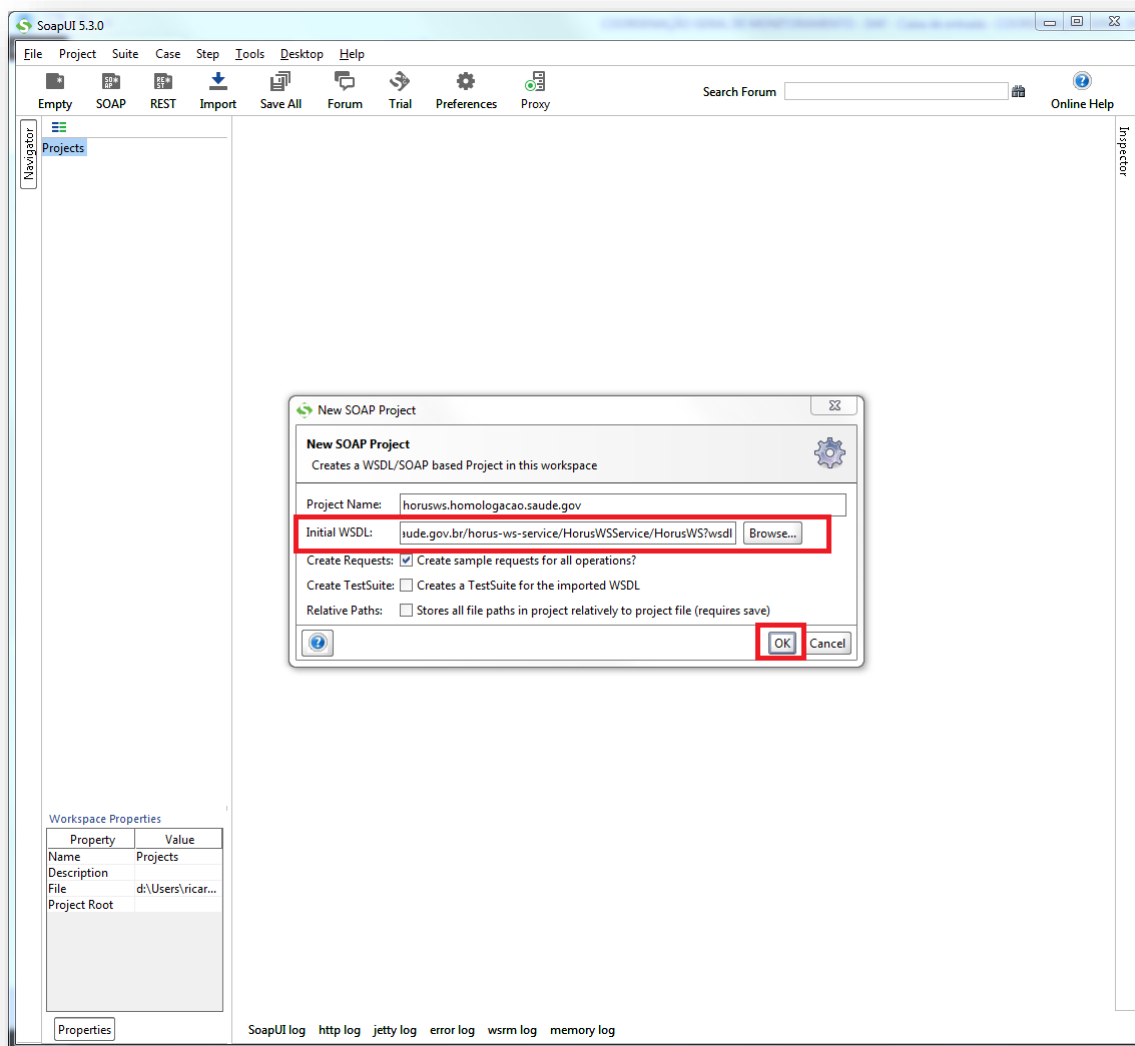 SoapUI 5.3.0
File Project Suite Case Step Tools Desktop Help
Empty SOAP REST Import Save All Forum Trial Preferences Proxy Search Forum Online Help
Navigator
Projects
Inspector
New SOAP Project
New SOAP Project
Creates a WSDL/SOAP based Project in this workspace
Project Name: horusws.homologacao.saude.gov
Initial WSDL: aude.gov.br/horus-ws-service/HorusWSService/HorusWS?wsdl Browse...
Create Requests: Create sample requests for all operations?
Create TestSuite: Creates a TestSuite for the imported WSDL
Relative Paths: Stores all file paths in project relatively to project file (requires save)
OK Cancel
Workspace Properties
Property Value
Name Projects
Description
File d:\Users\ricar...
Project Root
Properties
SoapUI log http log jetty log error log wsrm log memory log